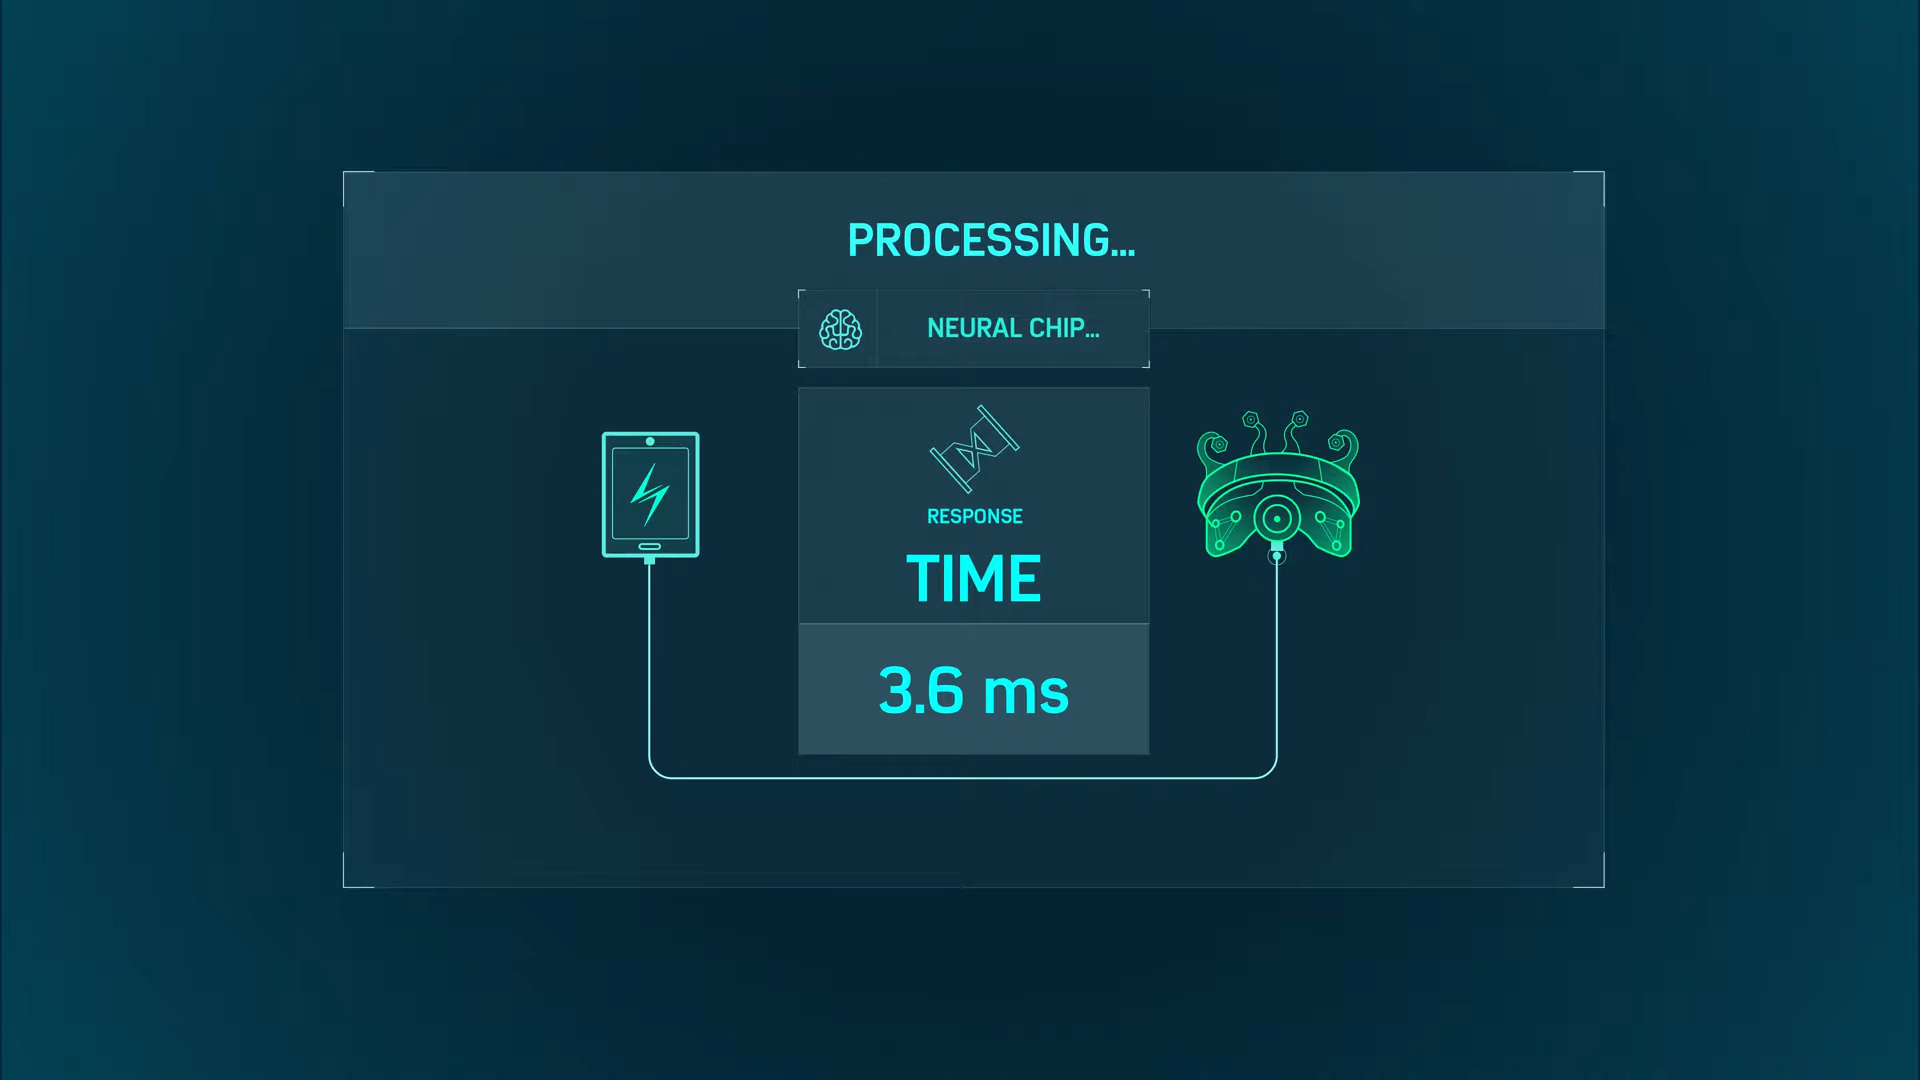 PROCESSING...
NEURAL CHIP...
RESPONSE
TIME
3.6 ms